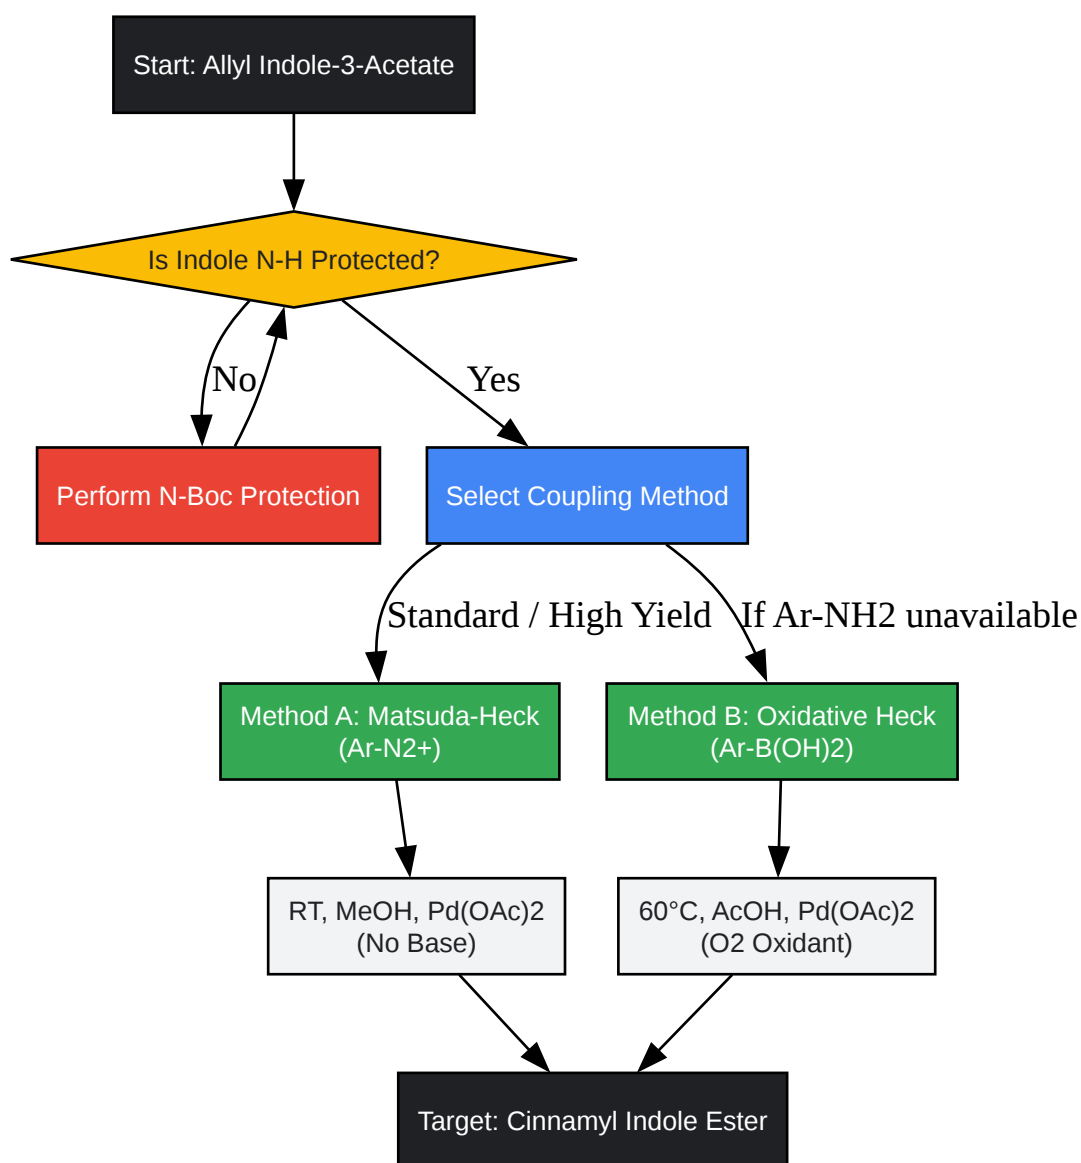 Start: Allyl Indole-3-Acetate
Is Indole N-H Protected?
No
Yes
Perform N-Boc Protection
Select Coupling Method
Standard / High Yield
If Ar-NH2 unavailable
Method A: Matsuda-Heck
(Ar-N2+)
Method B: Oxidative Heck
(Ar-B(OH)2)
RT, MeOH, Pd(OAc)2
(No Base)
60°C, AcOH, Pd(OAc)2
(O2 Oxidant)
Target: Cinnamyl Indole Ester